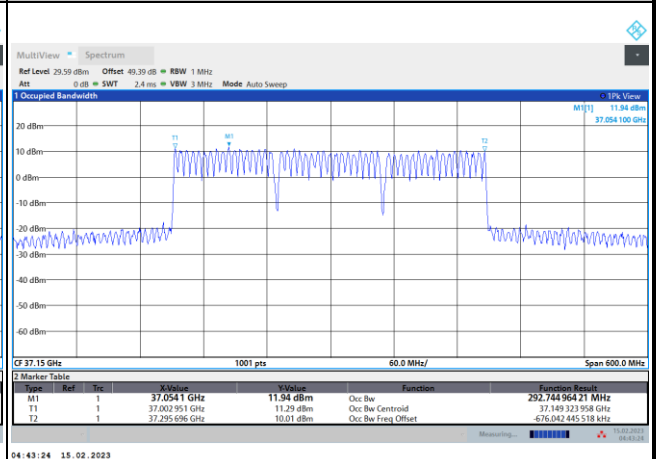 MultiView Spectrum
Ref Level 29.59 dBm Offset 49.39 dB RBW 1 MHz
Att 0 dB SWT 2.4 ms VBW 3 MHz Mode Auto Sweep
1 Occupied Bandwidth 1Pk View
M1[1] 11.94 dBm
37.054 100 GHz
20 dBm
T1 M1 T2
10 dBm
0 dBm
-10 dBm
-20 dBm
-30 dBm
-40 dBm
-50 dBm
-60 dBm
CF 37.15 GHz 1001 pts 60.0 MHz/ Span 600.0 MHz
2 Marker Table
Type Ref Trc X-Value Y-Value Function Function Result
M1 1 37.0541 GHz 11.94 dBm Occ Bw 292.744 964 21 MHz
T1 1 37.002 951 GHz 11.29 dBm Occ Bw Centroid 37.149 323 958 GHz
T2 1 37.295 696 GHz 10.01 dBm Occ Bw Freq Offset -676.042 445 518 kHz
Measuring... 15.02.2023
04:43:24
04:43:24 15.02.2023